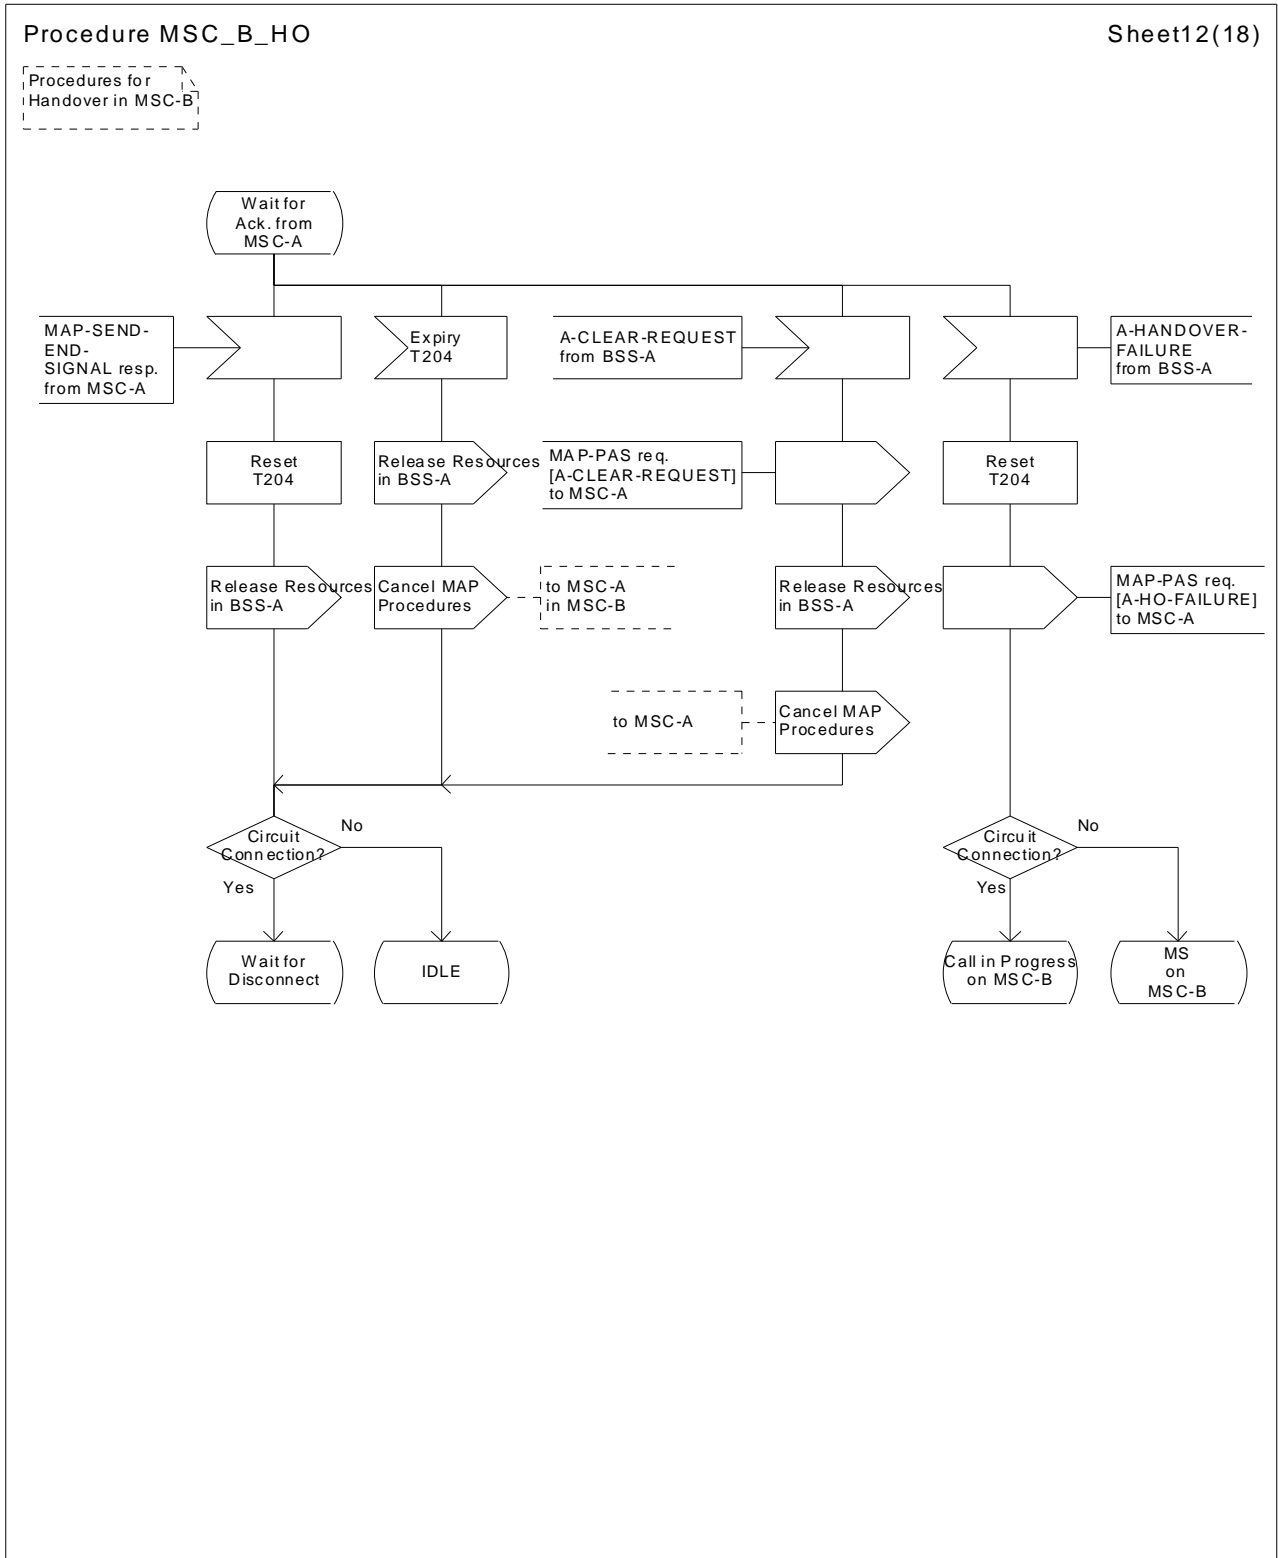 Procedure MSC_B_HO
Sheet12(18)
Procedures for
Handover in MSC-B
Wait for
Ack. from
MSC-A
MAP-SEND-
END-
SIGNAL resp.
from MSC-A
Expiry
T204
A-CLEAR-REQUEST
from BSS-A
A-HANDOVER-
FAILURE
from BSS-A
Reset
T204
Release Resources
in BSS-A
MAP-PAS req.
[A-CLEAR-REQUEST]
to MSC-A
Reset
T204
Release Resources
in BSS-A
Cancel MAP
Procedures
to MSC-A
in MSC-B
Release Resources
in BSS-A
MAP-PAS req.
[A-HO-FAILURE]
to MSC-A
to MSC-A
Cancel MAP
Procedures
Circuit
Connection?
No
Yes
Circuit
Connection?
No
Yes
Wait for
Disconnect
IDLE
Call in Progress
on MSC-B
MS
on
MSC-B